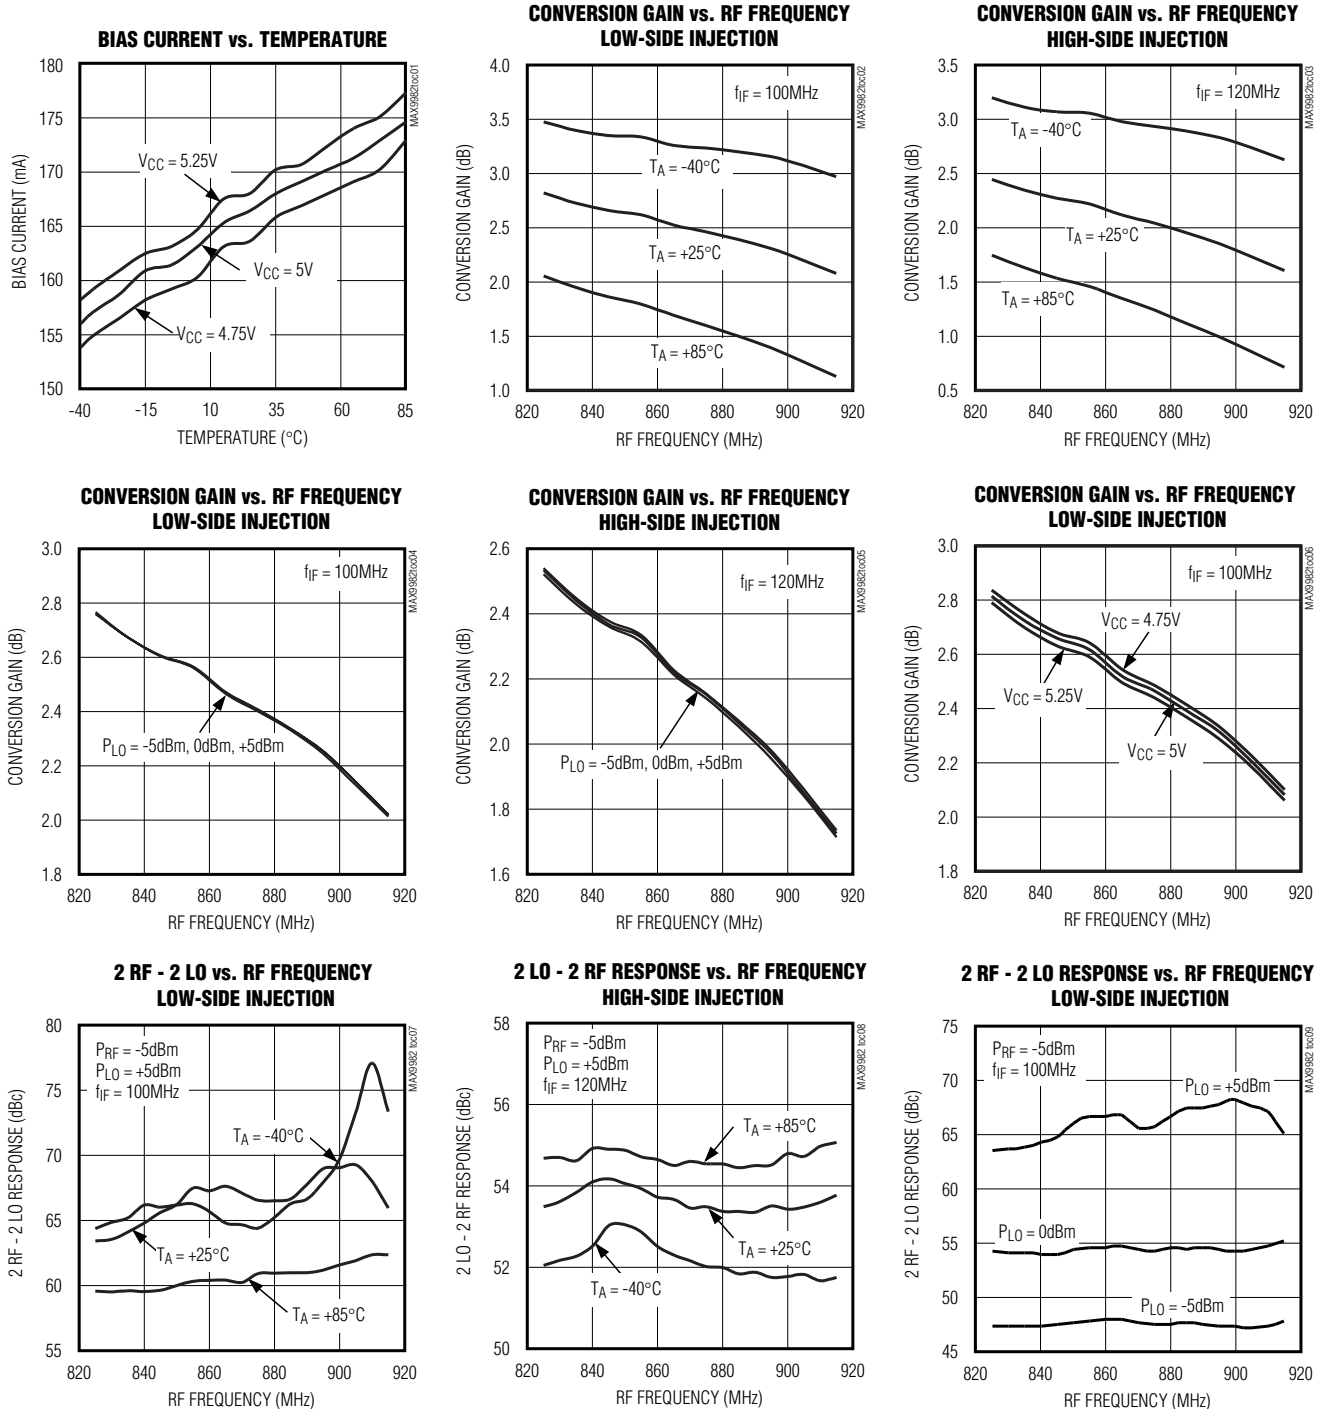 BIAS CURRENT vs. TEMPERATURE
MAX9982toc01
BIAS CURRENT (mA)
180
175
170
165
160
155
150
VCC = 5.25V
VCC = 5V
VCC = 4.75V
-40 -15 10 35 60 85
TEMPERATURE (°C)
CONVERSION GAIN vs. RF FREQUENCY
LOW-SIDE INJECTION
MAX9982toc02
CONVERSION GAIN (dB)
4.0
3.5
3.0
2.5
2.0
1.5
1.0
fIF = 100MHz
TA = -40°C
TA = +25°C
TA = +85°C
820 840 860 880 900 920
RF FREQUENCY (MHz)
CONVERSION GAIN vs. RF FREQUENCY
HIGH-SIDE INJECTION
MAX9982toc03
CONVERSION GAIN (dB)
3.5
3.0
2.5
2.0
1.5
1.0
0.5
fIF = 120MHz
TA = -40°C
TA = +25°C
TA = +85°C
820 840 860 880 900 920
RF FREQUENCY (MHz)
CONVERSION GAIN vs. RF FREQUENCY
LOW-SIDE INJECTION
MAX9982toc04
CONVERSION GAIN (dB)
3.0
2.8
2.6
2.4
2.2
2.0
1.8
fIF = 100MHz
PLO = -5dBm, 0dBm, +5dBm
820 840 860 880 900 920
RF FREQUENCY (MHz)
CONVERSION GAIN vs. RF FREQUENCY
HIGH-SIDE INJECTION
MAX9982toc05
CONVERSION GAIN (dB)
2.6
2.4
2.2
2.0
1.8
1.6
fIF = 120MHz
PLO = -5dBm, 0dBm, +5dBm
820 840 860 880 900 920
RF FREQUENCY (MHz)
CONVERSION GAIN vs. RF FREQUENCY
LOW-SIDE INJECTION
MAX9982toc06
CONVERSION GAIN (dB)
3.0
2.8
2.6
2.4
2.2
2.0
1.8
fIF = 100MHz
VCC = 4.75V
VCC = 5.25V
VCC = 5V
820 840 860 880 900 920
RF FREQUENCY (MHz)
2 RF - 2 LO vs. RF FREQUENCY
LOW-SIDE INJECTION
MAX9982 toc07
2 RF - 2 LO RESPONSE (dBc)
80
75
70
65
60
55
PRF = -5dBm
PLO = +5dBm
fIF = 100MHz
TA = -40°C
TA = +25°C
TA = +85°C
820 840 860 880 900 920
RF FREQUENCY (MHz)
2 LO - 2 RF RESPONSE vs. RF FREQUENCY
HIGH-SIDE INJECTION
MAX9982 toc08
2 LO - 2 RF RESPONSE (dBc)
58
56
54
52
50
PRF = -5dBm
PLO = +5dBm
fIF = 120MHz
TA = +85°C
TA = +25°C
TA = -40°C
820 840 860 880 900 920
RF FREQUENCY (MHz)
2 RF - 2 LO RESPONSE vs. RF FREQUENCY
LOW-SIDE INJECTION
MAX9982 toc09
2 RF - 2 LO RESPONSE (dBc)
75
70
65
60
55
50
45
PRF = -5dBm
fIF = 100MHz
PLO = +5dBm
PLO = 0dBm
PLO = -5dBm
820 840 860 880 900 920
RF FREQUENCY (MHz)